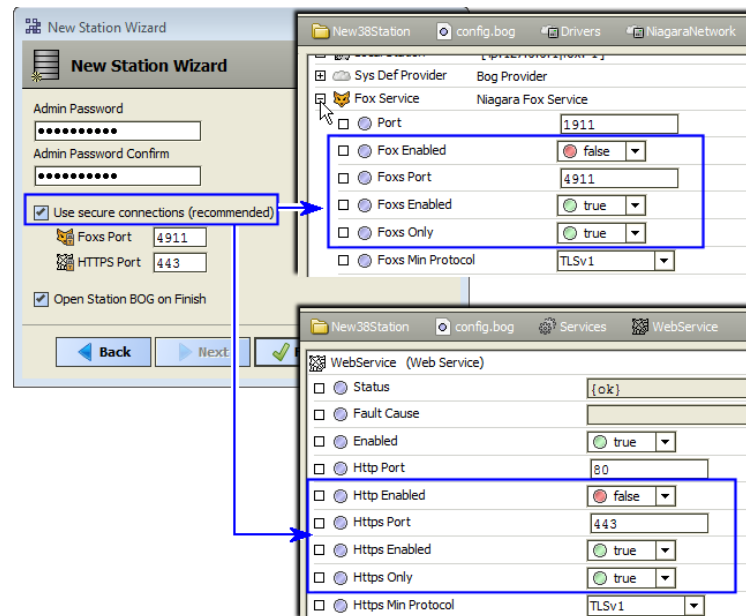 New Station Wizard
New Station Wizard
Admin Password
Admin Password Confirm
Use secure connections (recommended)
Foxs Port 4911
HTTPS Port 443
Open Station BOG on Finish
Back Next
New38Station config.bog Drivers NiagaraNetwork
Sys Def Provider Bog Provider
Fox Service Niagara Fox Service
Port 1911
Fox Enabled false
Foxs Port 4911
Foxs Enabled true
Foxs Only true
Foxs Min Protocol TLSv1
New38Station config.bog Services WebService
WebService (Web Service)
Status {ok}
Fault Cause
Enabled true
Http Port 80
Http Enabled false
Https Port 443
Https Enabled true
Https Only true
Https Min Protocol TLSv1